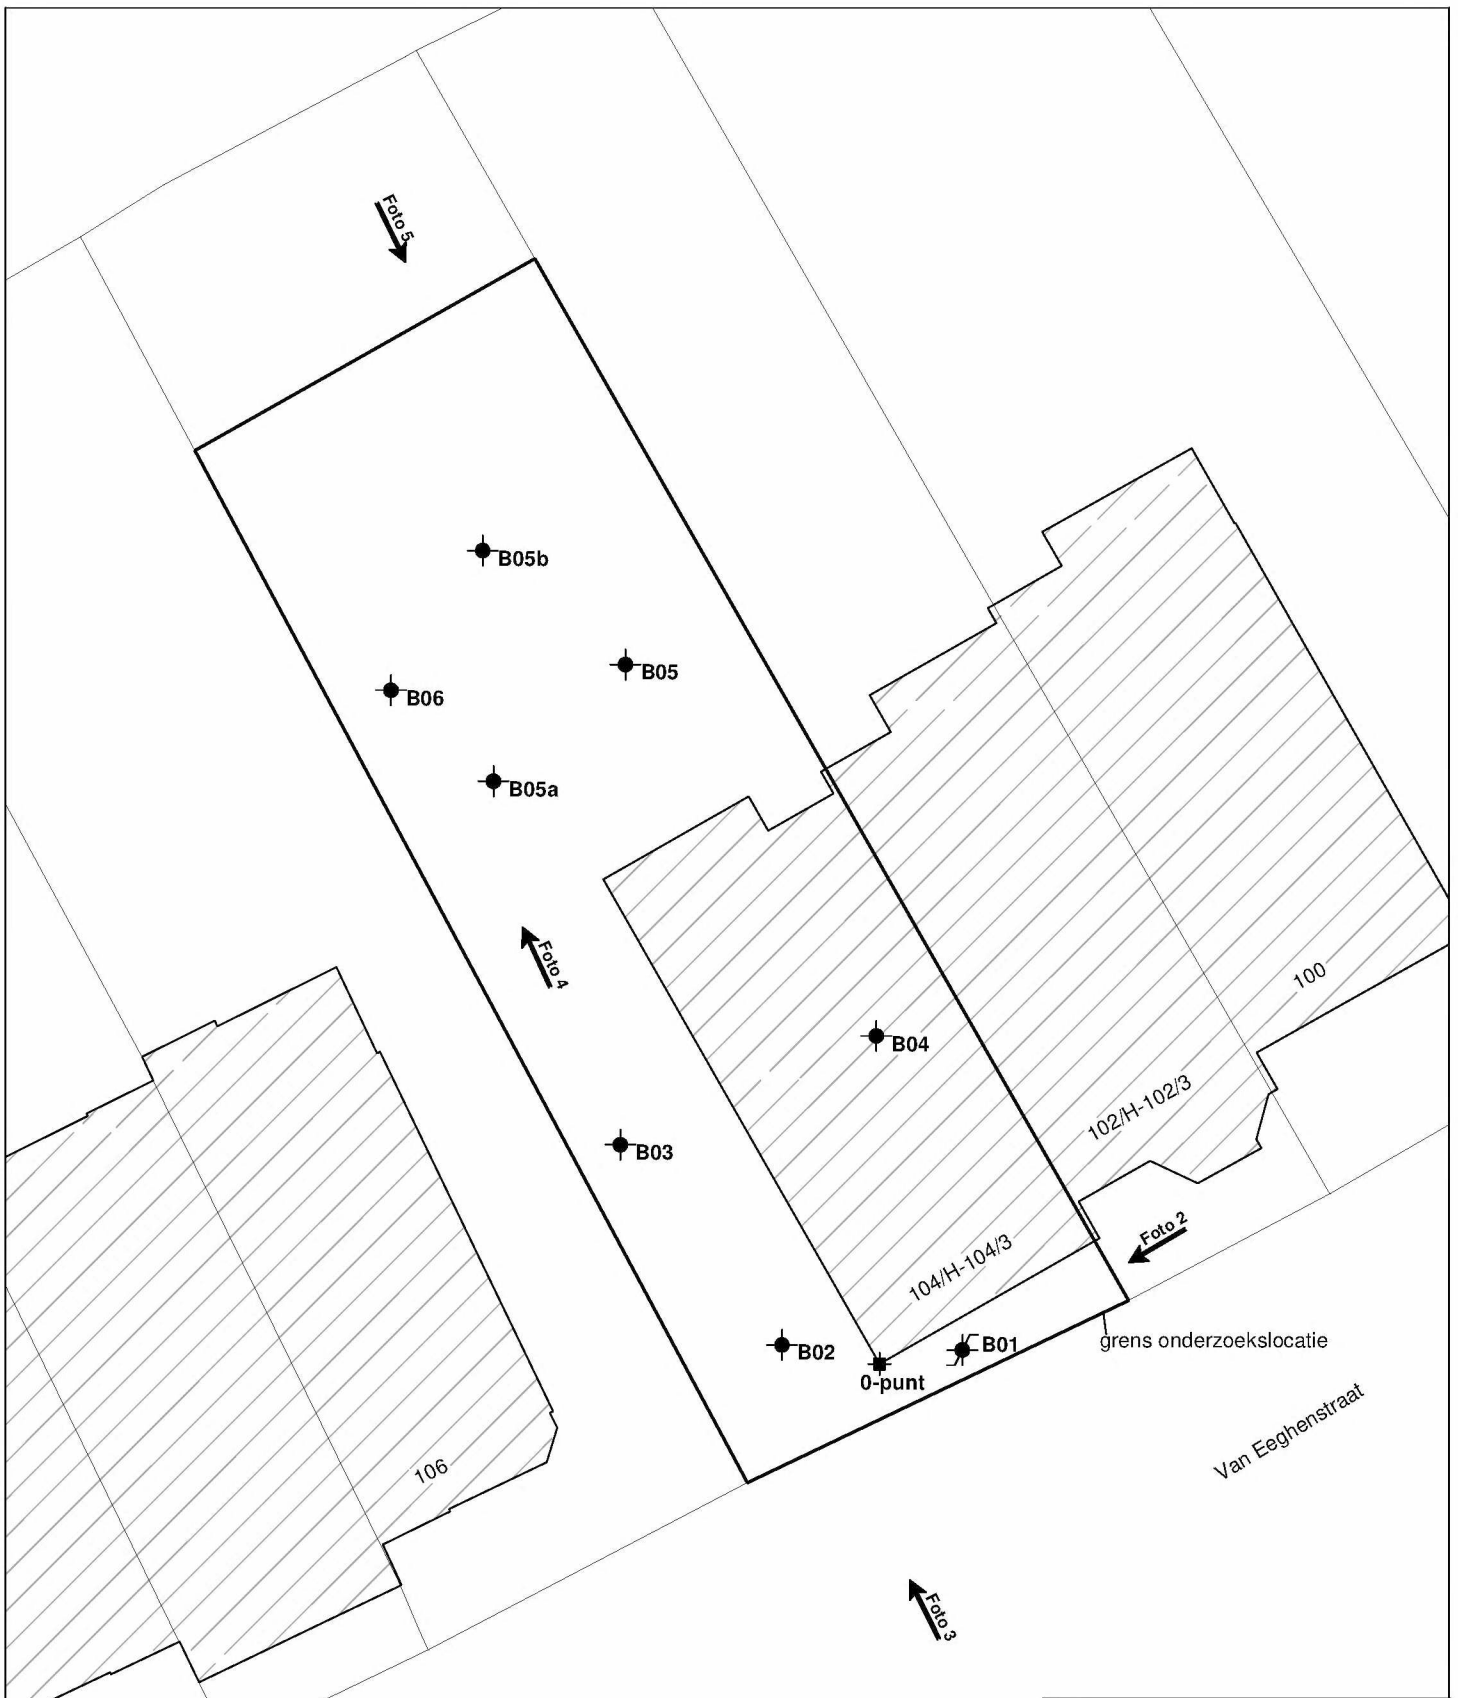 Foto 5
B05b
B05
B06
B05a
Foto 4
100
B04
102/H-102/3
B03
Foto 2
104/H-104/3
B01
grens onderzoekslocatie
B02
0-punt
Van Eeghenstraat
106
Foto 3